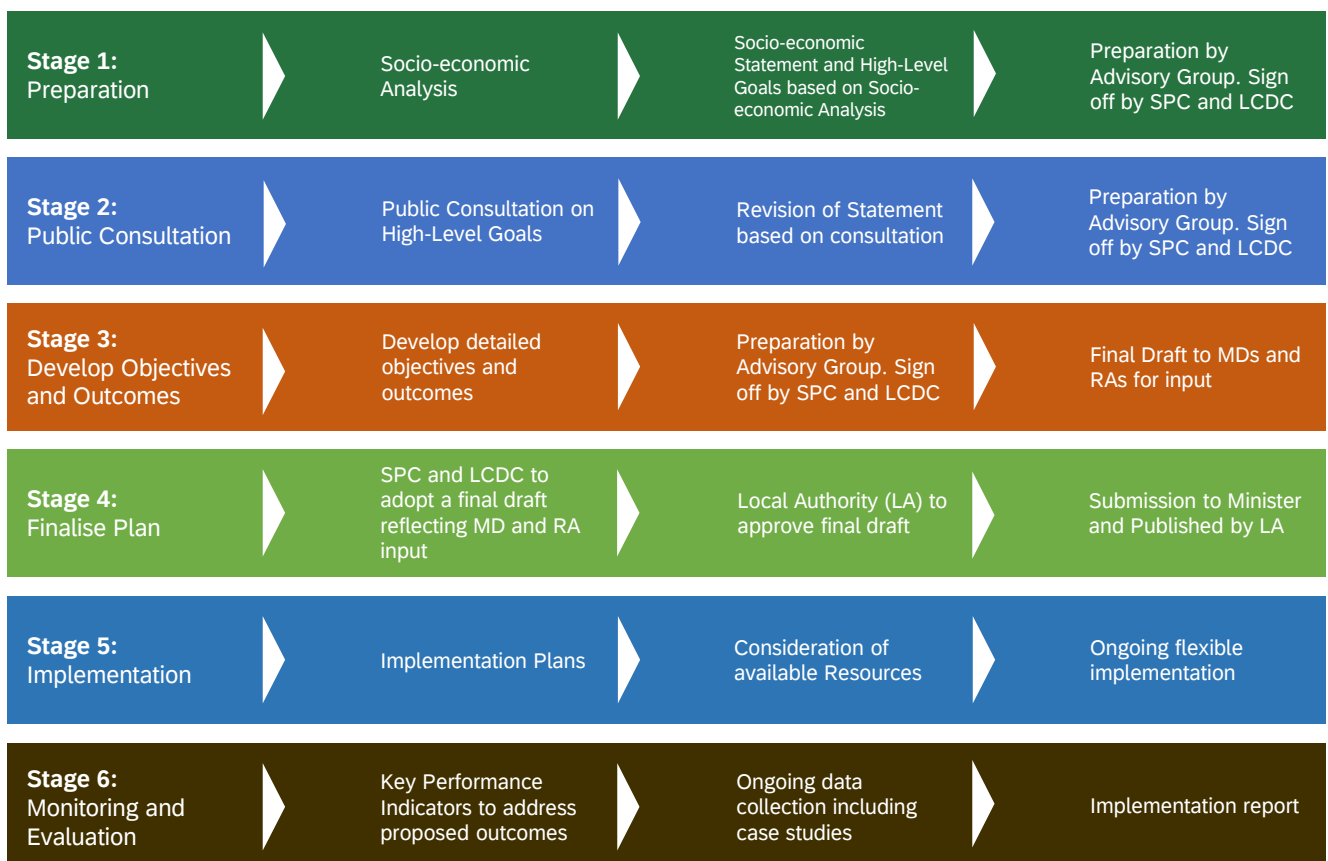 Stage 1:
Preparation
Socio-economic
Analysis
Socio-economic
Statement and High-Level
Goals based on Socio-
economic Analysis
Preparation by
Advisory Group. Sign
off by SPC and LCDC
Stage 2:
Public Consultation
Public Consultation on
High-Level Goals
Revision of Statement
based on consultation
Preparation by
Advisory Group. Sign
off by SPC and LCDC
Stage 3:
Develop Objectives
and Outcomes
Develop detailed
objectives and
outcomes
Preparation by
Advisory Group. Sign
off by SPC and LCDC
Final Draft to MDs and
RAs for input
Stage 4:
Finalise Plan
SPC and LCDC to
adopt a final draft
reflecting MD and RA
input
Local Authority (LA) to
approve final draft
Submission to Minister
and Published by LA
Stage 5:
Implementation
Implementation Plans
Consideration of
available Resources
Ongoing flexible
implementation
Stage 6:
Monitoring and
Evaluation
Key Performance
Indicators to address
proposed outcomes
Ongoing data
collection including
case studies
Implementation report